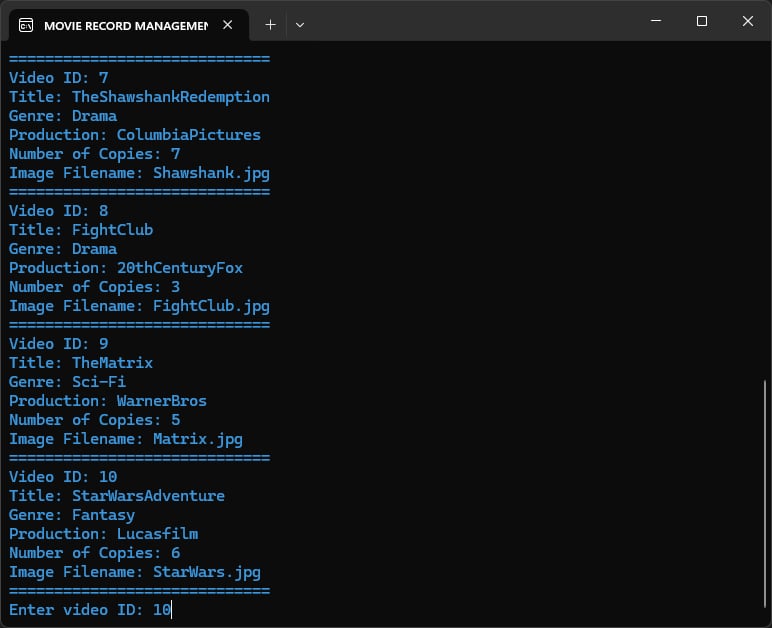 MOVIE RECORD MANAGEMEN
==============================
Video ID: 7
Title: TheShawshankRedemption
Genre: Drama
Production: ColumbiaPictures
Number of Copies: 7
Image Filename: Shawshank.jpg
==============================
Video ID: 8
Title: FightClub
Genre: Drama
Production: 20thCenturyFox
Number of Copies: 3
Image Filename: FightClub.jpg
==============================
Video ID: 9
Title: TheMatrix
Genre: Sci-Fi
Production: WarnerBros
Number of Copies: 5
Image Filename: Matrix.jpg
==============================
Video ID: 10
Title: StarWarsAdventure
Genre: Fantasy
Production: Lucasfilm
Number of Copies: 6
Image Filename: StarWars.jpg
==============================
Enter video ID: 10